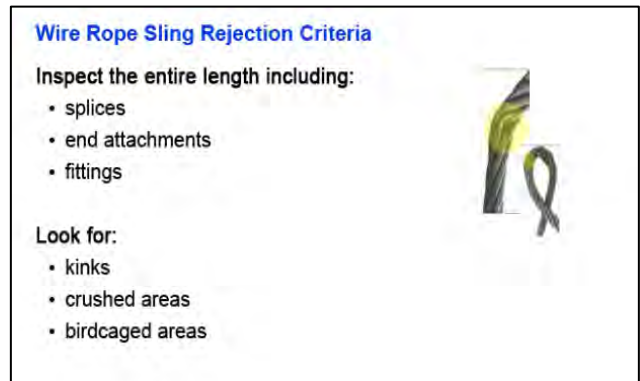 Wire Rope Sling Rejection Criteria
Inspect the entire length including:
• splices
• end attachments
• fittings
Look for:
• kinks
• crushed areas
• birdcaged areas